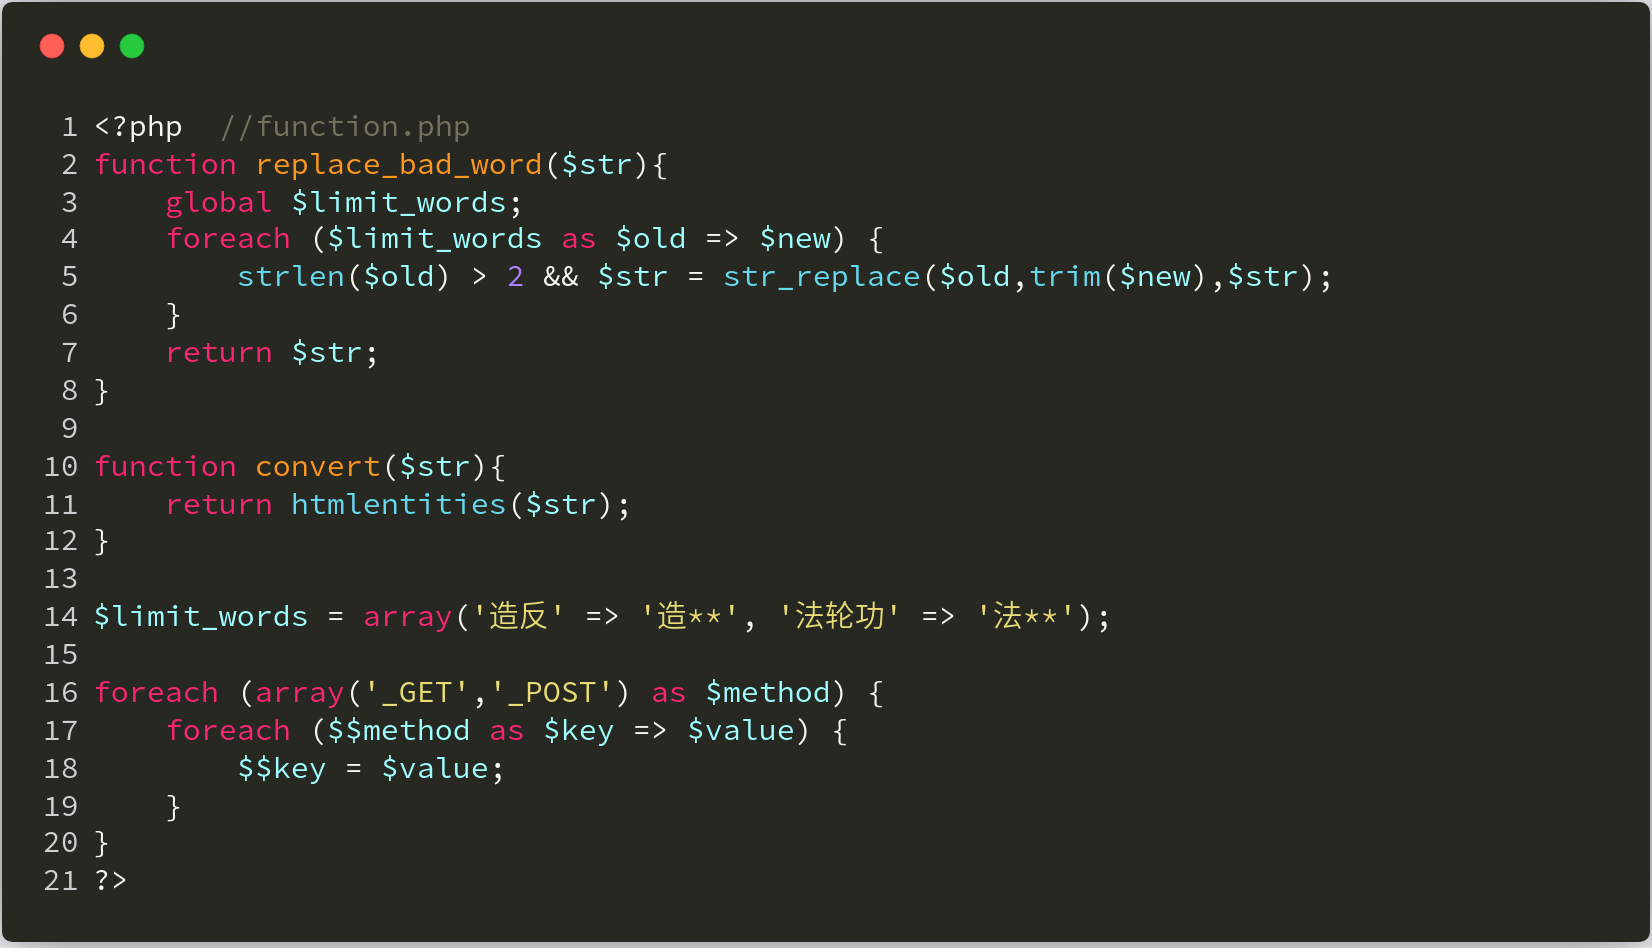 1 <?php  //function.php
2 function replace_bad_word($str){
3     global $limit_words;
4     foreach ($limit_words as $old => $new) {
5         strlen($old) > 2 && $str = str_replace($old,trim($new),$str);
6     }
7     return $str;
8 }
9
10 function convert($str){
11     return htmlentities($str);
12 }
13
14 $limit_words = array('造反' => '造**', '法轮功' => '法**');
15
16 foreach (array('_GET','_POST') as $method) {
17     foreach ($$method as $key => $value) {
18         $$key = $value;
19     }
20 }
21 ?>